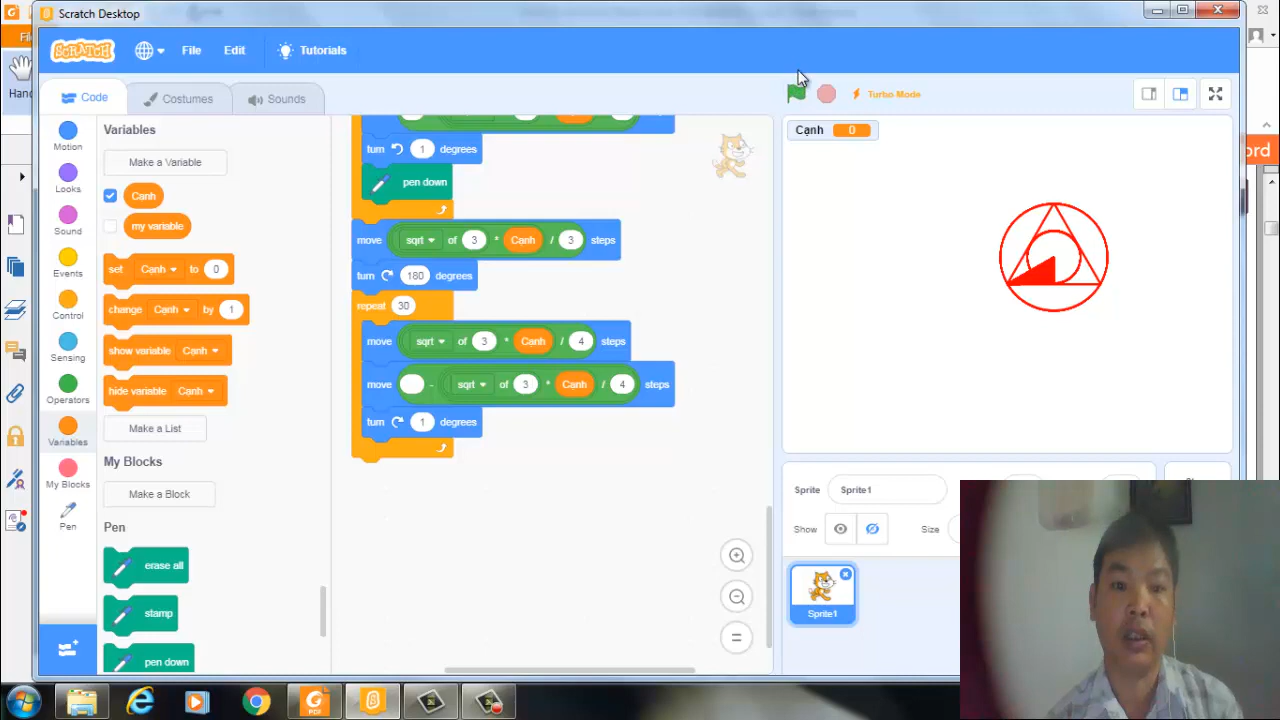 Scratch Desktop
SCRATCH
File
Edit
Tutorials
Code
Costumes
Sounds
Turbo Mode
Motion
Looks
Sound
Events
Control
Sensing
Operators
Variables
My Blocks
Pen
Variables
Make a Variable
Cạnh
my variable
set Cạnh to 0
change Cạnh by 1
show variable Cạnh
hide variable Cạnh
Make a List
My Blocks
Make a Block
Pen
erase all
stamp
pen down
turn 1 degrees
pen down
move sqrt of 3 * Cạnh / 3 steps
turn 180 degrees
repeat 30
move sqrt of 3 * Cạnh / 4 steps
move - sqrt of 3 * Cạnh / 4 steps
turn 1 degrees
Cạnh 0
Sprite Sprite1
Show
Size
Sprite1
Hand
ord
PDF